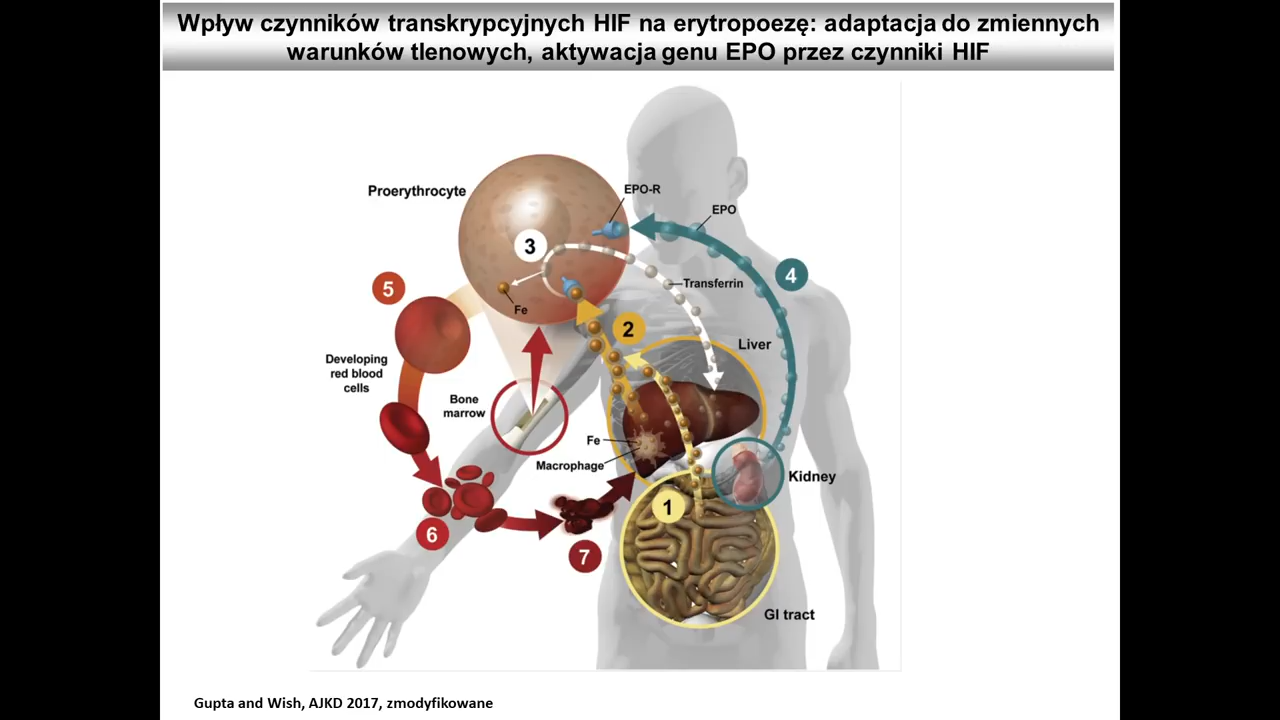 Wpływ czynników transkrypcyjnych HIF na erytropoezę: adaptacja do zmiennych
warunków tlenowych, aktywacja genu EPO przez czynniki HIF
Proerythrocyte
EPO-R
EPO
3
4
5
Transferrin
Fe
2
Liver
Developing
red blood
cells
Bone
marrow
Fe
Macrophage
Kidney
1
6
7
GI tract
Gupta and Wish, AJKD 2017, zmodyfikowane